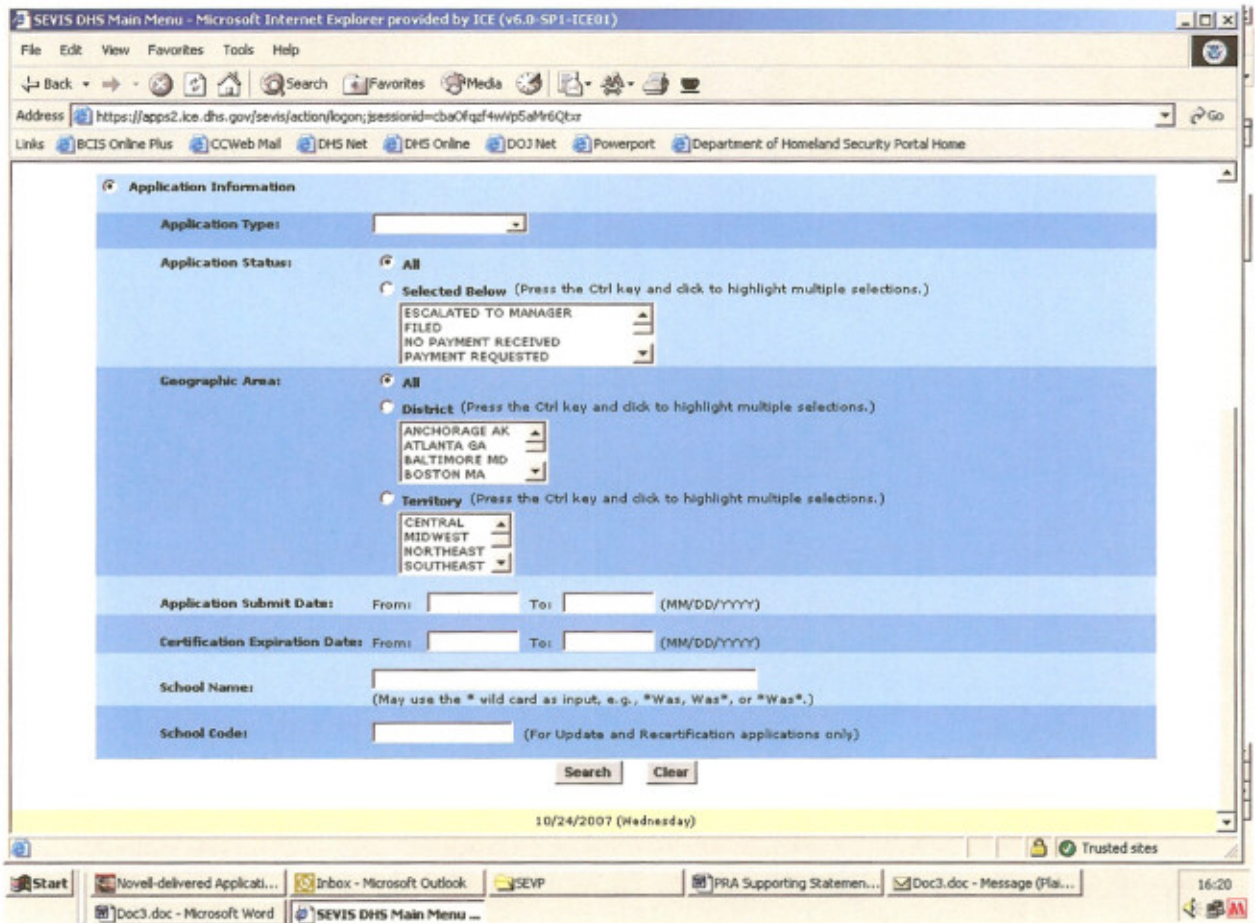 SEVIS DHS Main Menu - Microsoft Internet Explorer provided by ICE (v6.0-SP1-ICE01)
File Edit View Favorites Tools Help
Back Search Favorites Media
Address https://apps2.ice.dhs.gov/sevis/action/logon;jsessionid=cbaOfqzf4wVp5aMr6Qtxr Go
Links BCIS Online Plus CCWeb Mail DHS Net DHS Online DOJ Net Powerport Department of Homeland Security Portal Home
Application Information
Application Type:
Application Status: All
Selected Below (Press the Ctrl key and click to highlight multiple selections.)
ESCALATED TO MANAGER
FILED
NO PAYMENT RECEIVED
PAYMENT REQUESTED
Geographic Area: All
District (Press the Ctrl key and click to highlight multiple selections.)
ANCHORAGE AK
ATLANTA GA
BALTIMORE MD
BOSTON MA
Territory (Press the Ctrl key and click to highlight multiple selections.)
CENTRAL
MIDWEST
NORTHEAST
SOUTHEAST
Application Submit Date: From: To: (MM/DD/YYYY)
Certification Expiration Date: From: To: (MM/DD/YYYY)
School Name:
(May use the * wild card as input, e.g., *Was, Was*, or *Was*.)
School Code: (For Update and Recertification applications only)
Search Clear
10/24/2007 (Wednesday)
Trusted sites
Start Novell-delivered Applicati... Inbox - Microsoft Outlook SEVP PRA Supporting Statemen... Doc3.doc - Message (Plai... 16:20
Doc3.doc - Microsoft Word SEVIS DHS Main Menu ...